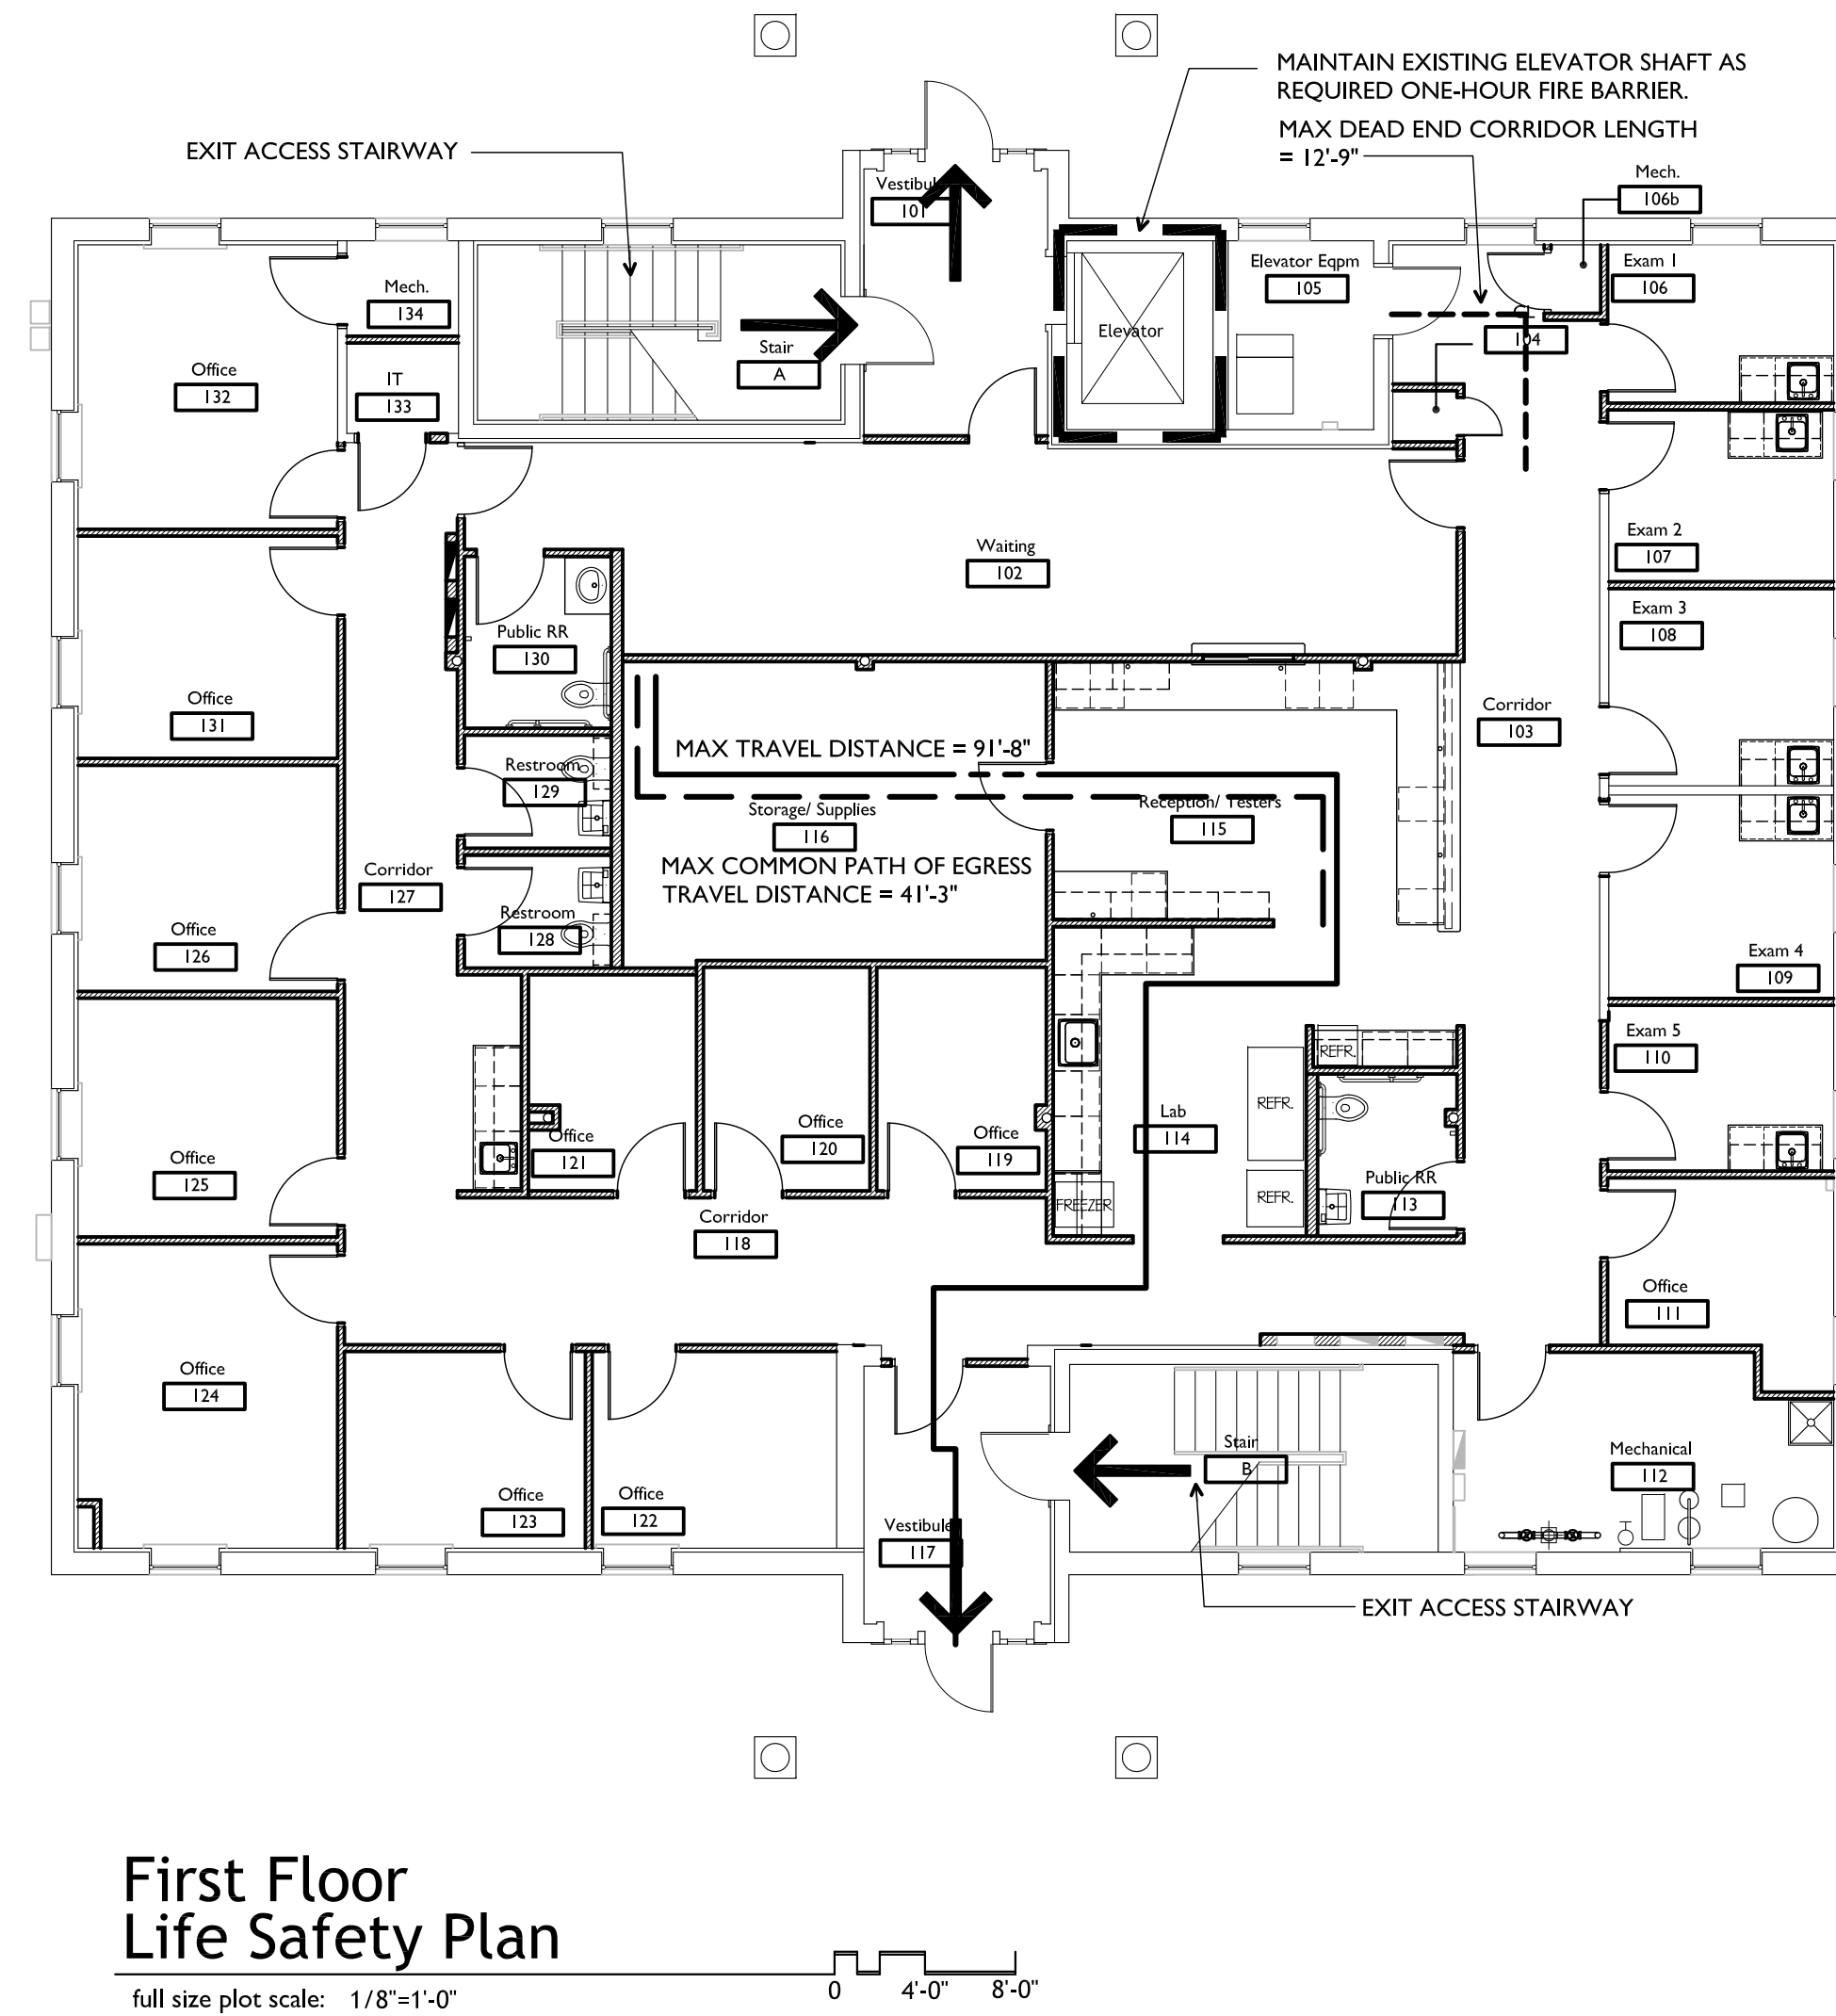 MAINTAIN EXISTING ELEVATOR SHAFT AS
REQUIRED ONE-HOUR FIRE BARRIER.
MAX DEAD END CORRIDOR LENGTH
= 12'-9"
EXIT ACCESS STAIRWAY
Mech.
106b
Vestibule
101
Elevator Eqpm
105
Exam 1
106
Mech.
134
Elevator
104
Stair
A
Office
132
IT
133
Exam 2
107
Waiting
102
Exam 3
108
Public RR
130
Office
131
Corridor
103
MAX TRAVEL DISTANCE = 91'-8"
Restroom
129
Storage/ Supplies
116
Reception/ Testers
115
MAX COMMON PATH OF EGRESS
TRAVEL DISTANCE = 41'-3"
Corridor
127
Restroom
128
Office
126
Exam 4
109
Exam 5
110
REFR.
REFR.
Lab
114
Office
121
Office
120
Office
119
Office
125
Public RR
113
REFR.
FREEZER
Corridor
118
Office
111
Office
124
Stair
B
Mechanical
112
Office
123
Office
122
Vestibule
117
EXIT ACCESS STAIRWAY
First Floor
Life Safety Plan
full size plot scale: 1/8"=1'-0"
0 4'-0" 8'-0"